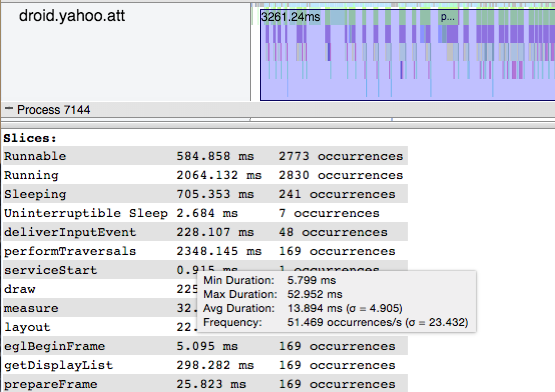 droid.yahoo.att
3261.24ms
p...
Process 7144
Slices:
Runnable 584.858 ms 2773 occurrences
Running 2064.132 ms 2830 occurrences
Sleeping 705.353 ms 241 occurrences
Uninterruptible Sleep 2.684 ms 7 occurrences
deliverInputEvent 228.107 ms 48 occurrences
performTraversals 2348.145 ms 169 occurrences
serviceStart 0.915 ms 1 occurrences
Min Duration: 5.799 ms
draw 225
Max Duration: 52.952 ms
measure 32.
Avg Duration: 13.894 ms (σ = 4.905)
layout 22.
Frequency: 51.469 occurrences/s (σ = 23.432)
eglBeginFrame 5.095 ms 169 occurrences
getDisplayList 298.282 ms 169 occurrences
prepareFrame 25.823 ms 169 occurrences